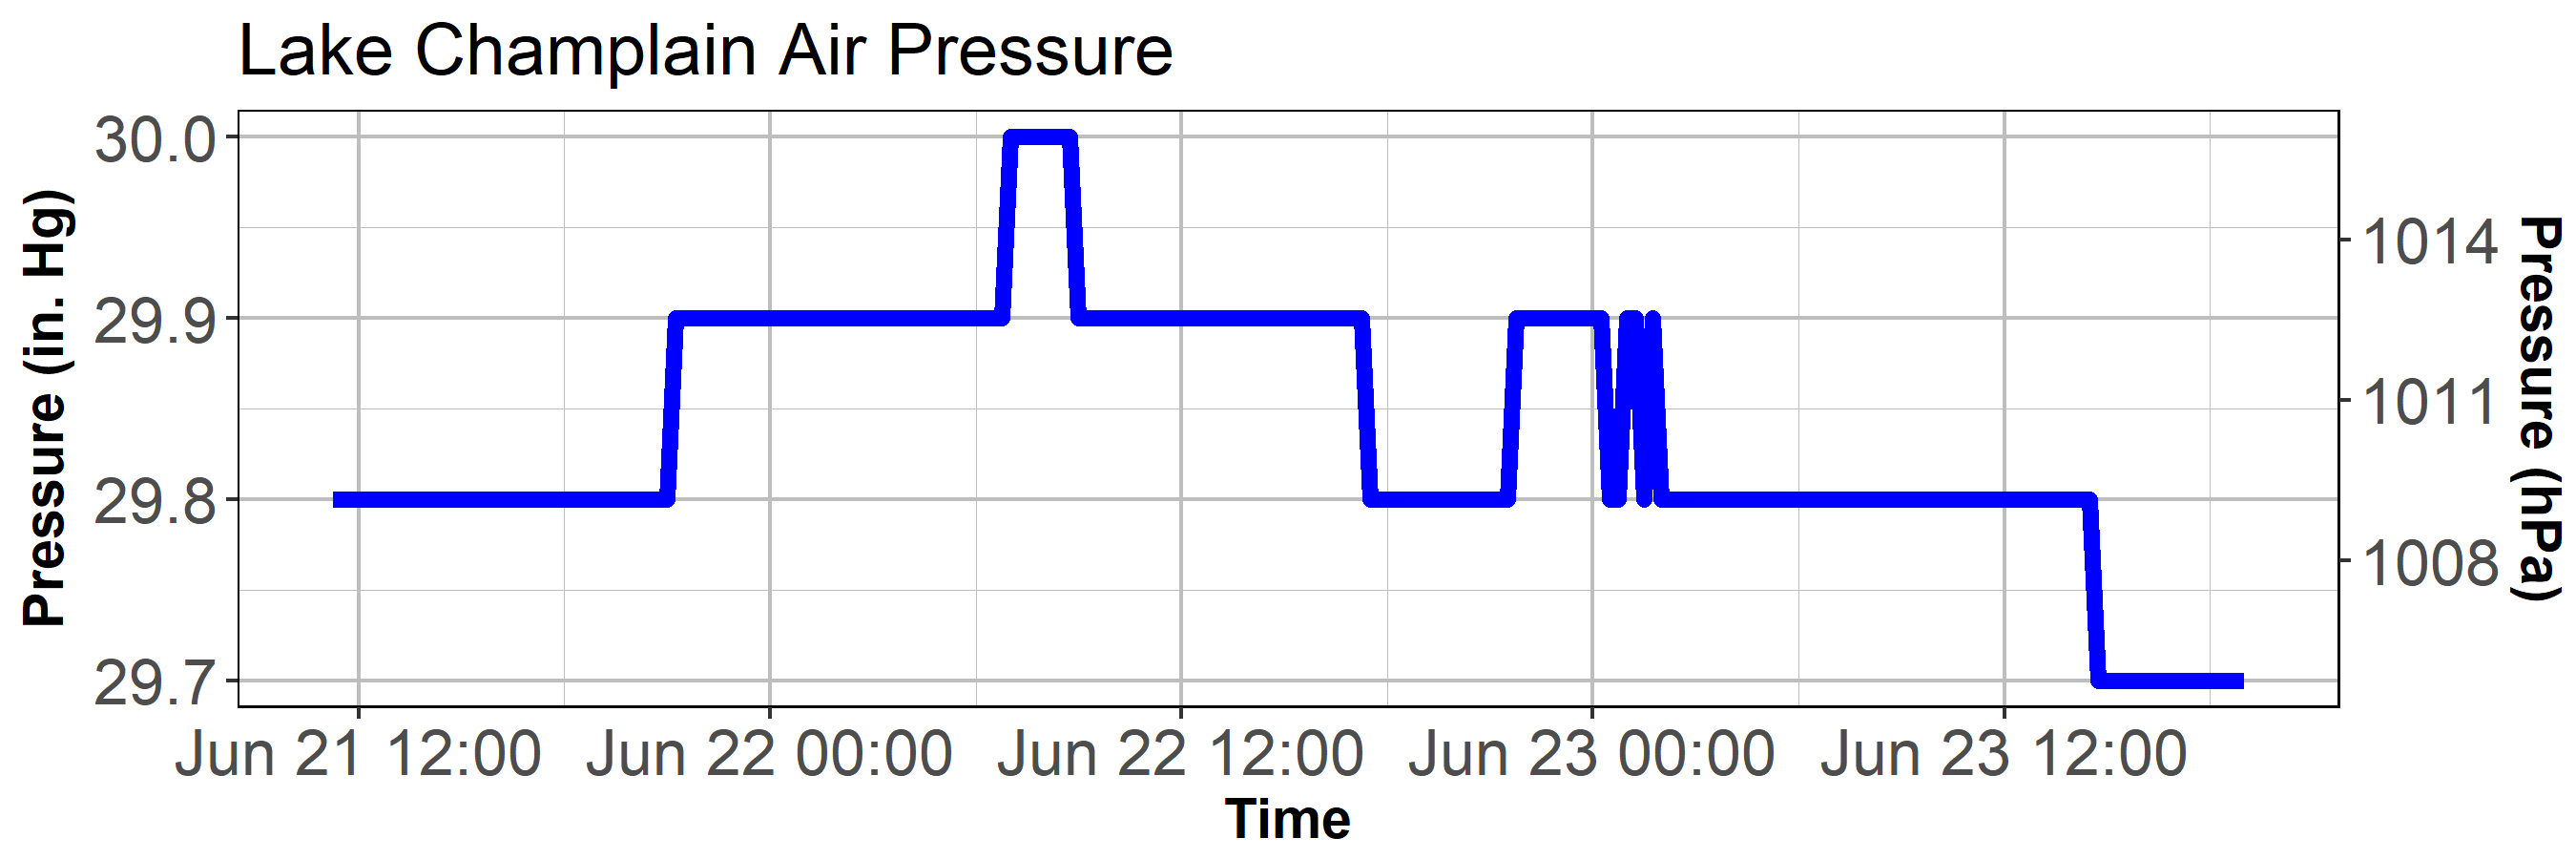 Lake Champlain Air Pressure
Pressure (in. Hg)
30.0
29.9
29.8
29.7
1014
1011
1008
Pressure (hPa)
Jun 21 12:00
Jun 22 00:00
Jun 22 12:00
Jun 23 00:00
Jun 23 12:00
Time